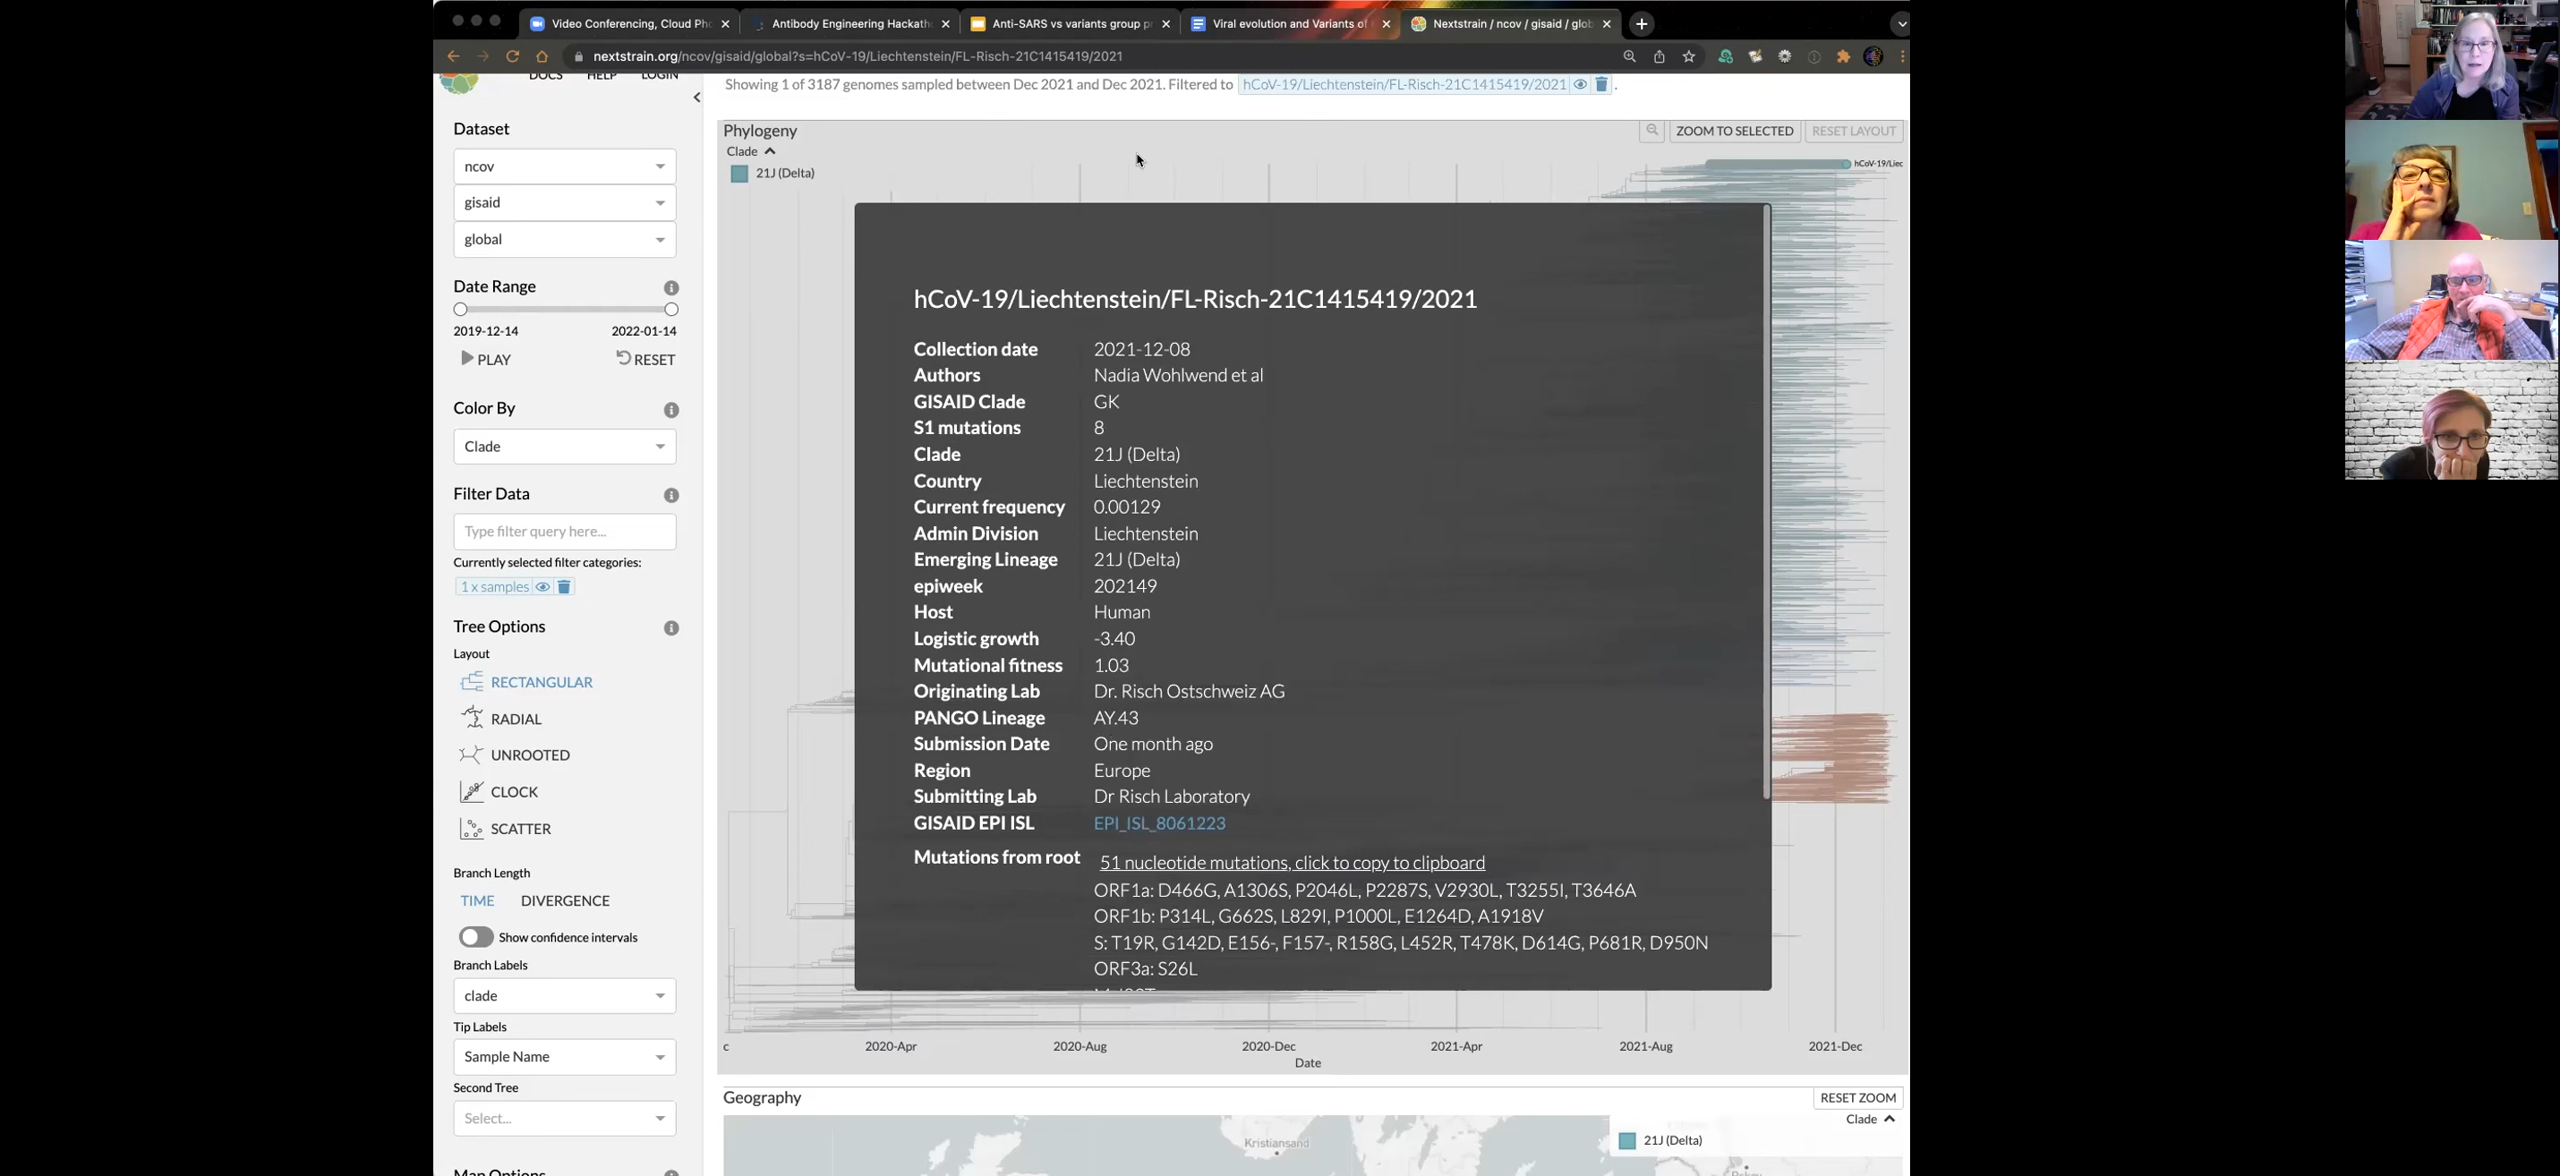 Video Conferencing, Cloud Ph
Antibody Engineering Hackath
Anti-SARS vs variants group p
Viral evolution and Variants of
Nextstrain / ncov / gisaid / glob
nextstrain.org/ncov/gisaid/global?s=hCoV-19/Liechtenstein/FL-Risch-21C1415419/2021
DOCS HELP LOGIN
Showing 1 of 3187 genomes sampled between Dec 2021 and Dec 2021. Filtered to hCoV-19/Liechtenstein/FL-Risch-21C1415419/2021 .
Dataset
ncov
gisaid
global
Date Range
2019-12-14 2022-01-14
PLAY RESET
Color By
Clade
Filter Data
Type filter query here...
Currently selected filter categories:
1 x samples
Tree Options
Layout
RECTANGULAR
RADIAL
UNROOTED
CLOCK
SCATTER
Branch Length
TIME DIVERGENCE
Show confidence intervals
Branch Labels
clade
Tip Labels
Sample Name
Second Tree
Select...
Map Options
Phylogeny
ZOOM TO SELECTED RESET LAYOUT
Clade
21J (Delta)
hCoV-19/Liec
hCoV-19/Liechtenstein/FL-Risch-21C1415419/2021
Collection date 2021-12-08
Authors Nadia Wohlwend et al
GISAID Clade GK
S1 mutations 8
Clade 21J (Delta)
Country Liechtenstein
Current frequency 0.00129
Admin Division Liechtenstein
Emerging Lineage 21J (Delta)
epiweek 202149
Host Human
Logistic growth -3.40
Mutational fitness 1.03
Originating Lab Dr. Risch Ostschweiz AG
PANGO Lineage AY.43
Submission Date One month ago
Region Europe
Submitting Lab Dr Risch Laboratory
GISAID EPI ISL EPI_ISL_8061223
Mutations from root 51 nucleotide mutations, click to copy to clipboard
ORF1a: D466G, A1306S, P2046L, P2287S, V2930L, T3255I, T3646A
ORF1b: P314L, G662S, L829I, P1000L, E1264D, A1918V
S: T19R, G142D, E156-, F157-, R158G, L452R, T478K, D614G, P681R, D950N
ORF3a: S26L
c 2020-Apr 2020-Aug 2020-Dec 2021-Apr 2021-Aug 2021-Dec
Date
Geography
RESET ZOOM
Clade
21J (Delta)
Kristiansand